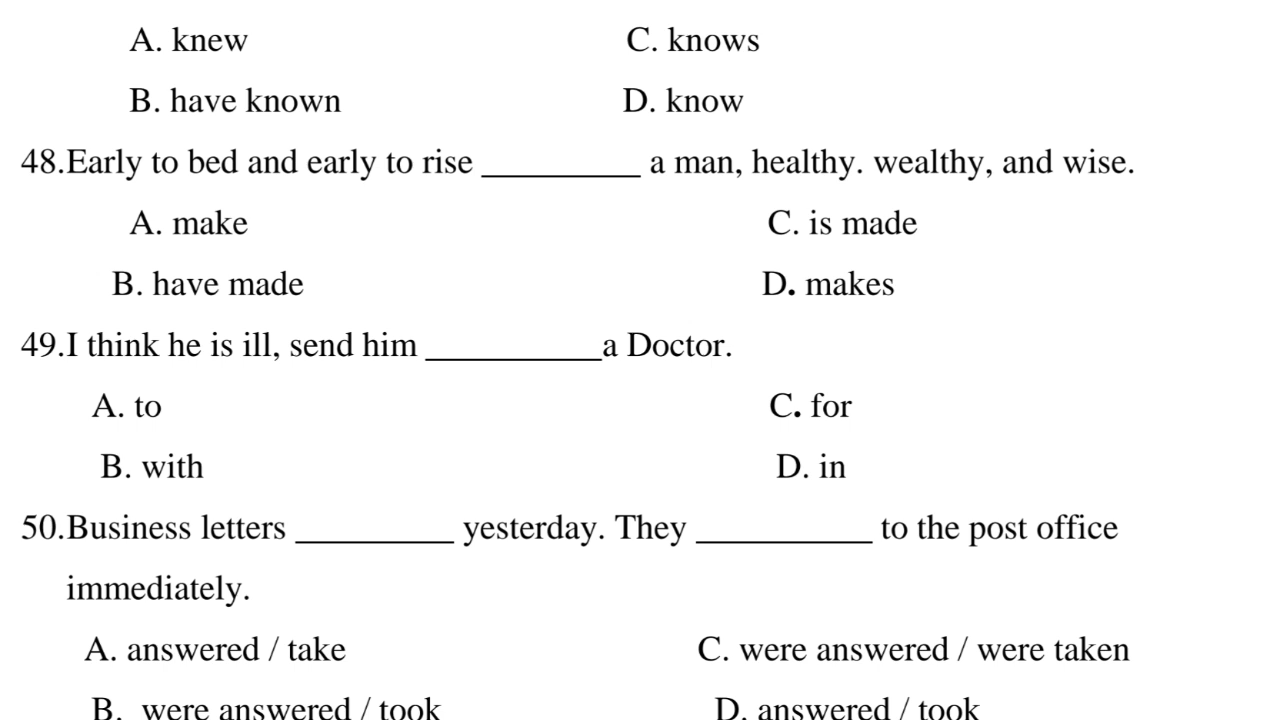 A. knew C. knows
B. have known D. know
48.Early to bed and early to rise _________ a man, healthy. wealthy, and wise.
A. make C. is made
B. have made D. makes
49.I think he is ill, send him __________a Doctor.
A. to C. for
B. with D. in
50.Business letters _________ yesterday. They __________ to the post office
immediately.
A. answered / take C. were answered / were taken
B. were answered / took D. answered / took